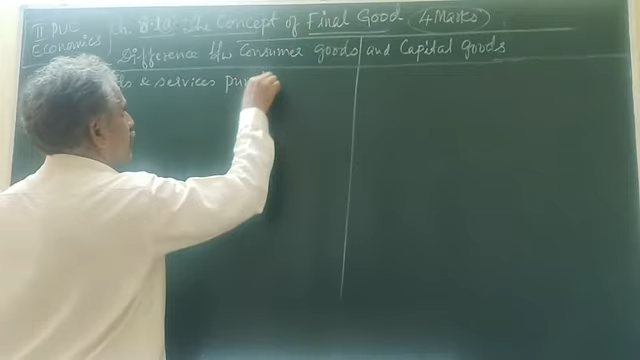 II PUC Ch. 8-10 The Concept of Final Good (4 Marks)
Economics
Difference b/w Consumer goods and Capital goods
& services pur